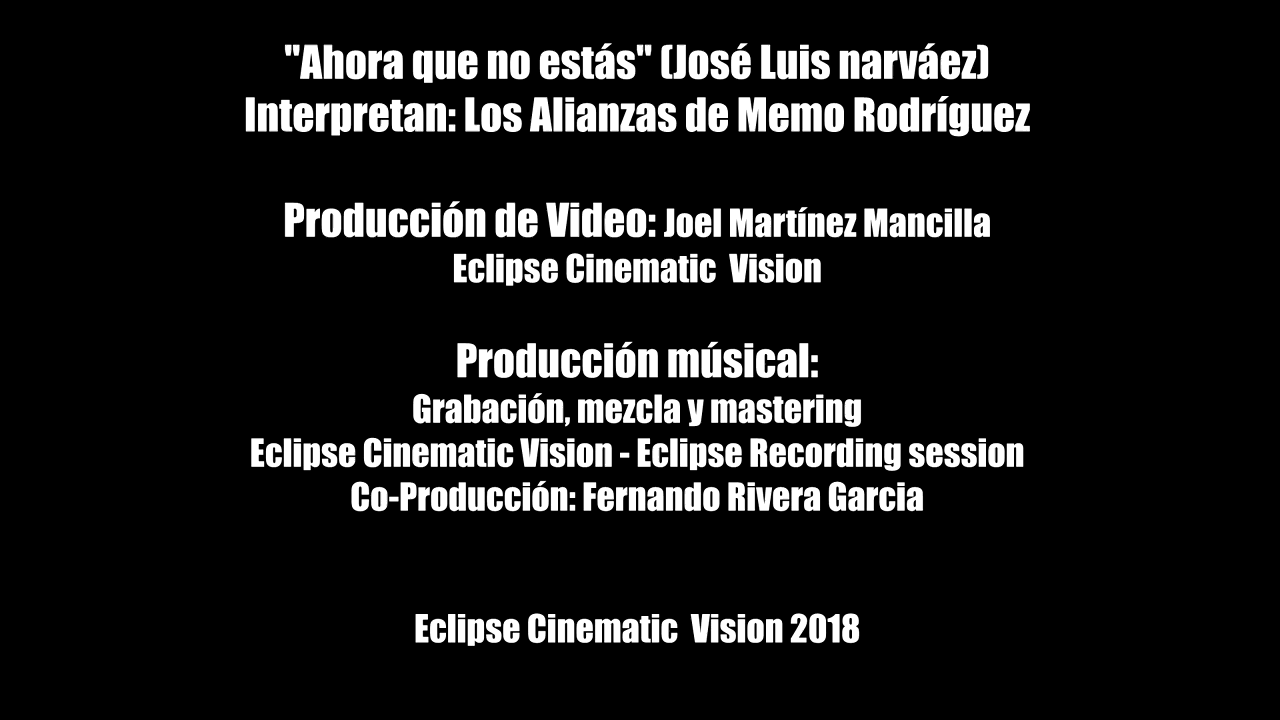 "Ahora que no estás" (José Luis narváez)
Interpretan: Los Alianzas de Memo Rodríguez
Producción de Video: Joel Martínez Mancilla
Eclipse Cinematic  Vision
Producción músical:
Grabación, mezcla y mastering
Eclipse Cinematic Vision - Eclipse Recording session
Co-Producción: Fernando Rivera Garcia
Eclipse Cinematic  Vision 2018